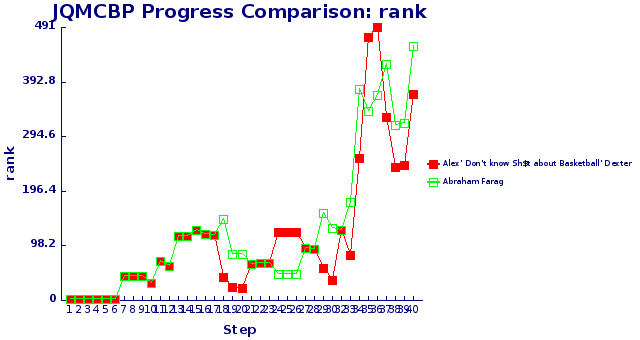 JQMCBP Progress Comparison: rank
491
392.8
294.6
196.4
98.2
0
rank
1 2 3 4 5 6 7 8 9 10 11 12 13 14 15 16 17 18 19 20 21 22 23 24 25 26 27 28 29 30 32 33 34 35 36 37 38 39 40
Step
Alex' Don't know Sh$t about Basketball' Dexter
Abraham Farag